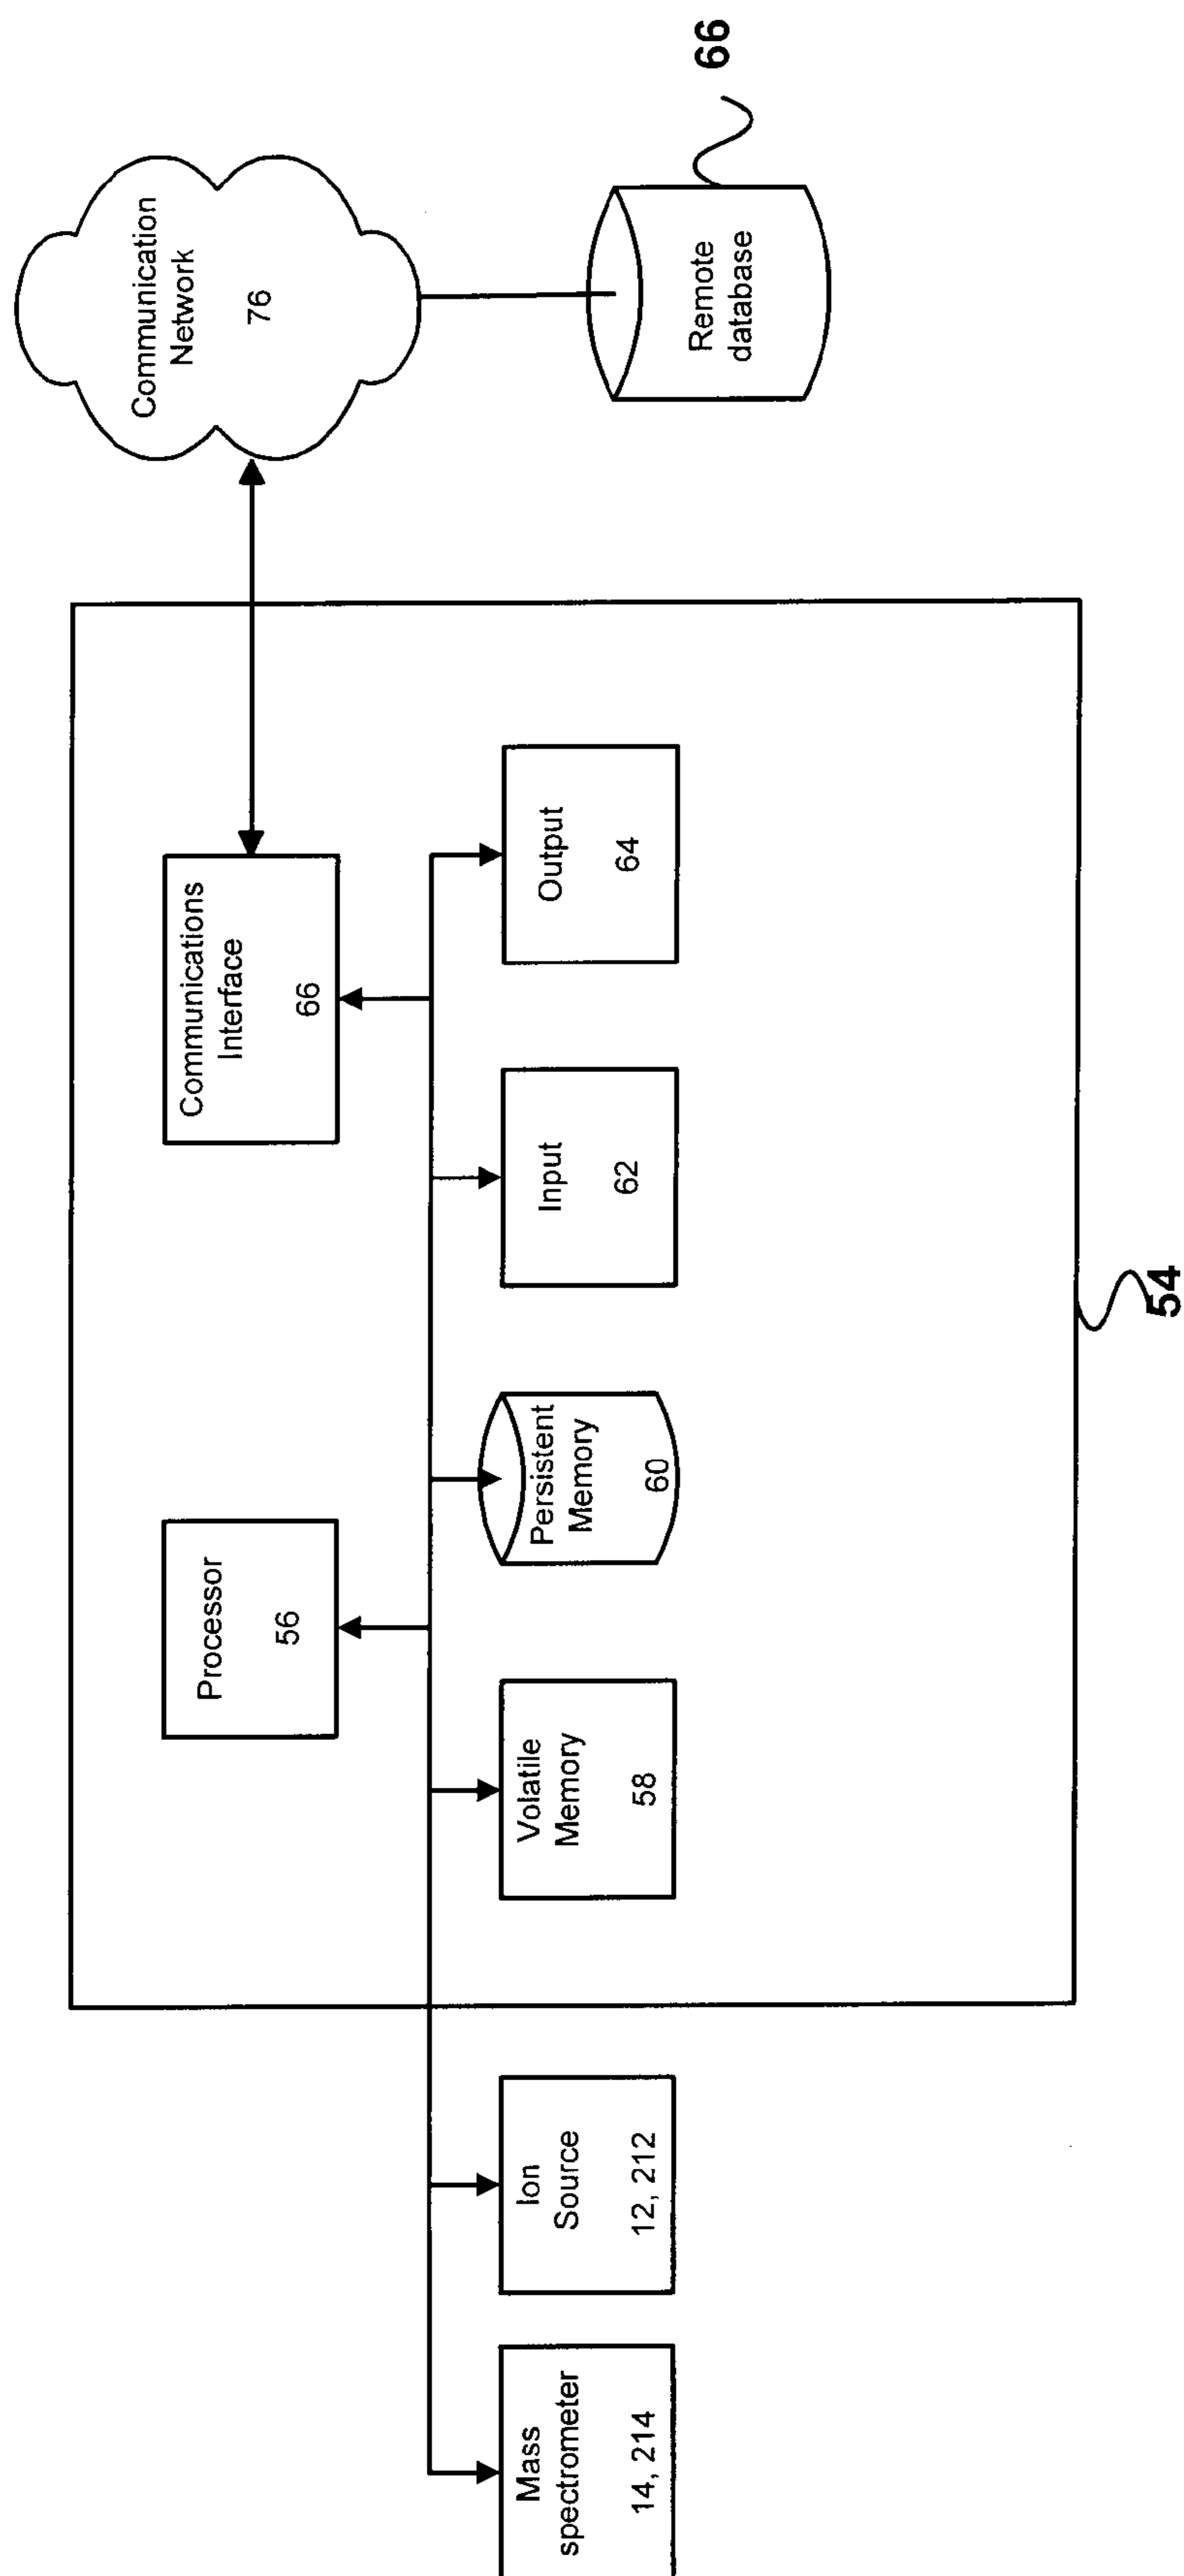 Mass
spectrometer
14, 214
Ion
Source
12, 212
Processor
56
Volatile
Memory
58
Persistent
Memory
60
Communications
Interface
66
Input
62
Output
64
54
Communication
Network
76
Remote
database
66